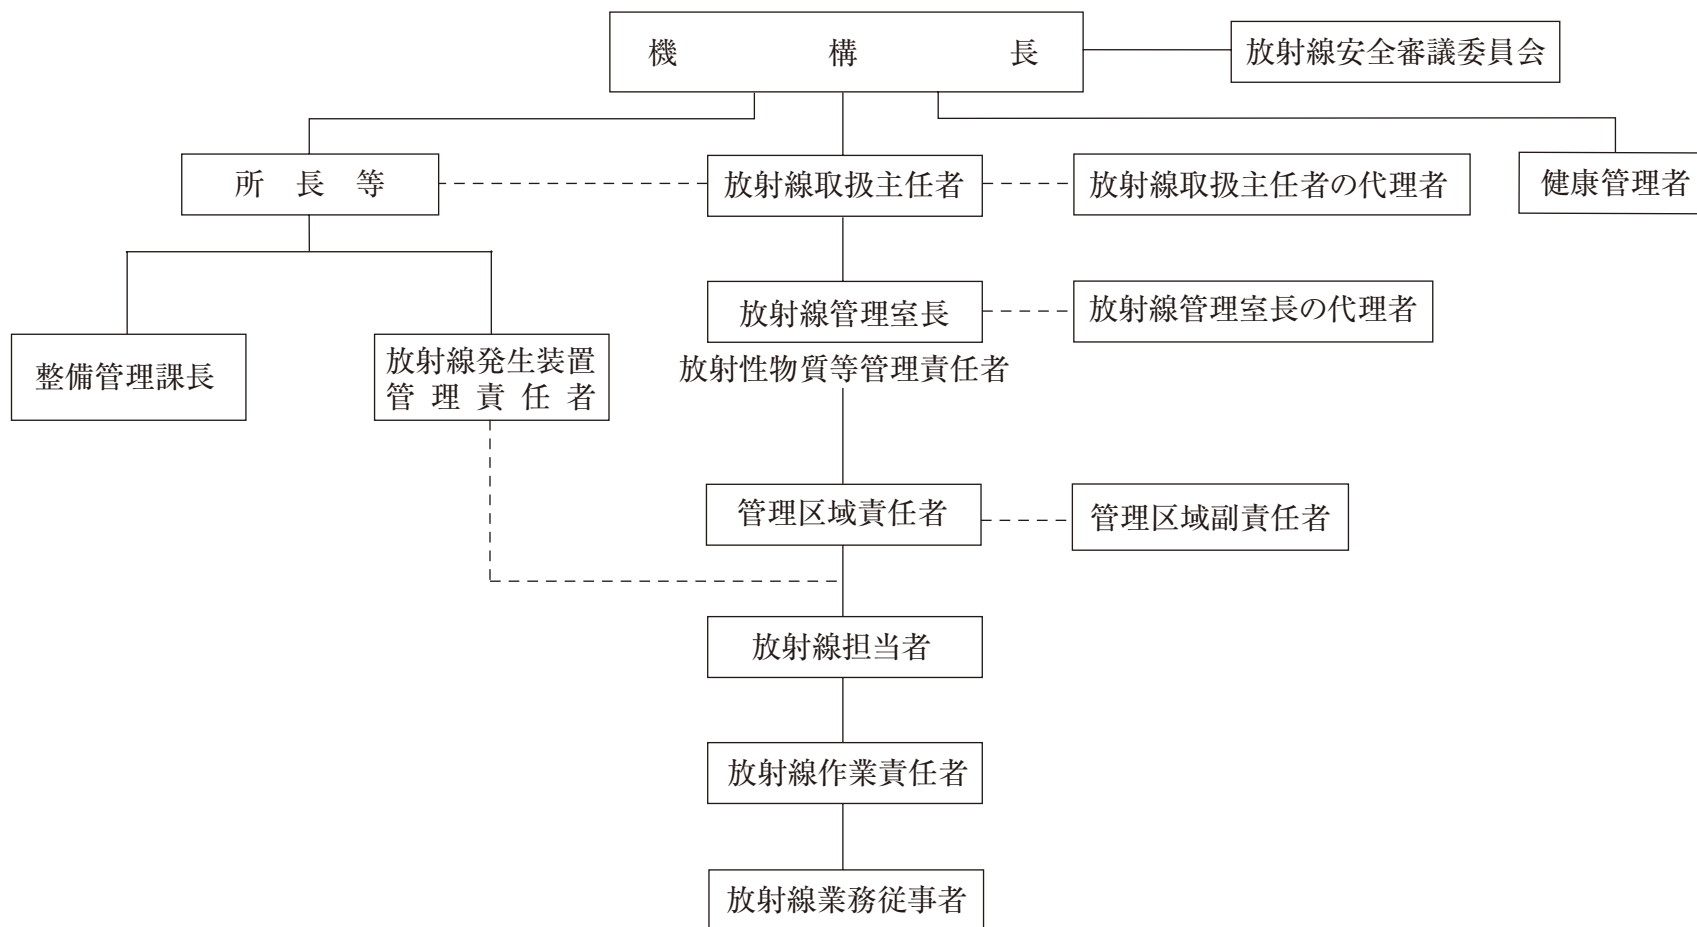 機構長
放射線安全審議委員会
所長等
放射線取扱主任者
放射線取扱主任者の代理者
健康管理者
放射線管理室長
放射線管理室長の代理者
放射性物質等管理責任者
整備管理課長
放射線発生装置
管理責任者
管理区域責任者
管理区域副責任者
放射線担当者
放射線作業責任者
放射線業務従事者